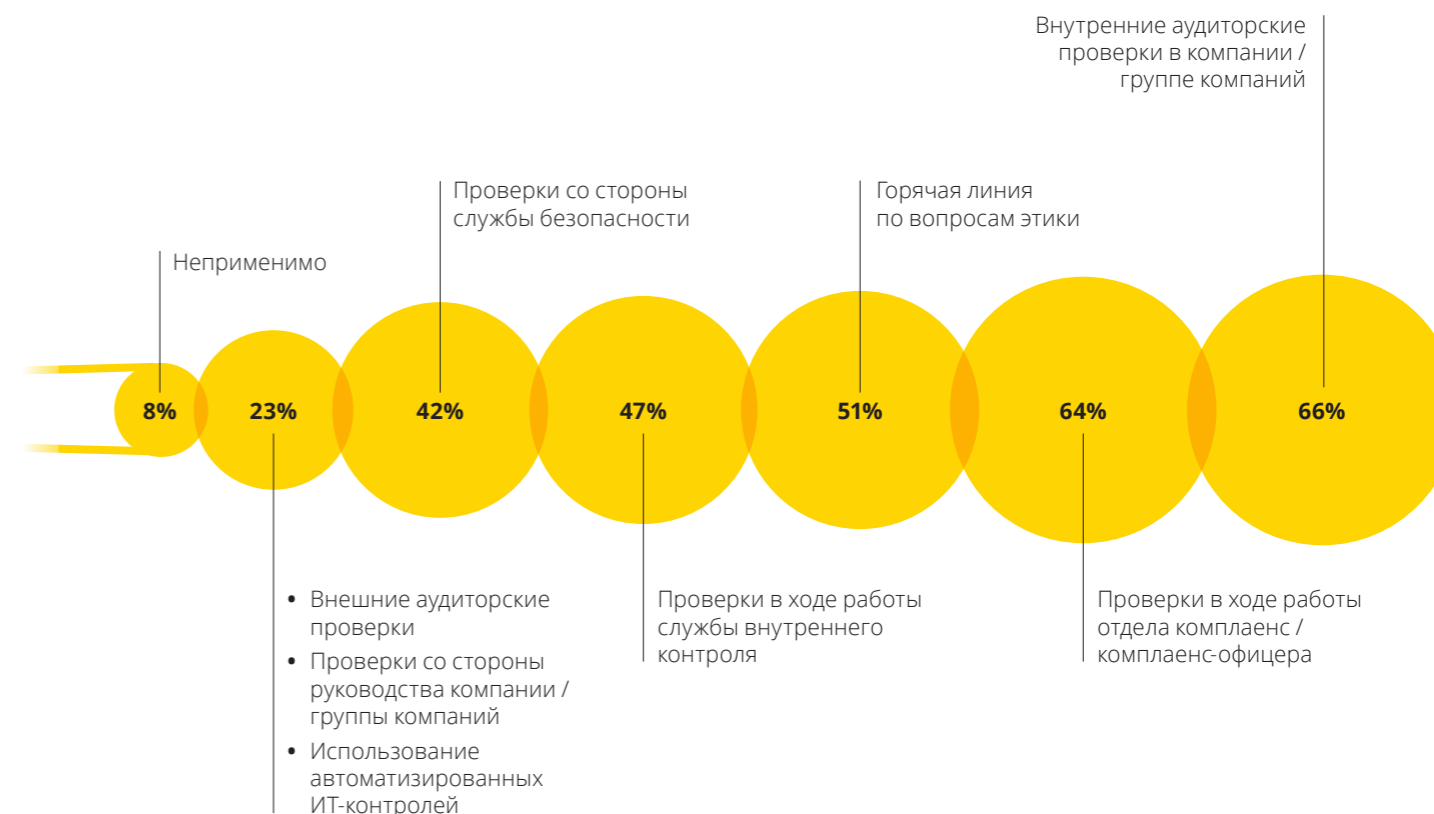 Внутренние аудиторские
проверки в компании /
группе компаний
Проверки со стороны
службы безопасности
Горячая линия
по вопросам этики
Неприменимо
8%
23%
42%
47%
51%
64%
66%
• Внешние аудиторские
проверки
• Проверки со стороны
руководства компании /
группы компаний
• Использование
автоматизированных
ИТ-контролей
Проверки в ходе работы
службы внутреннего
контроля
Проверки в ходе работы
отдела комплаенс /
комплаенс-офицера